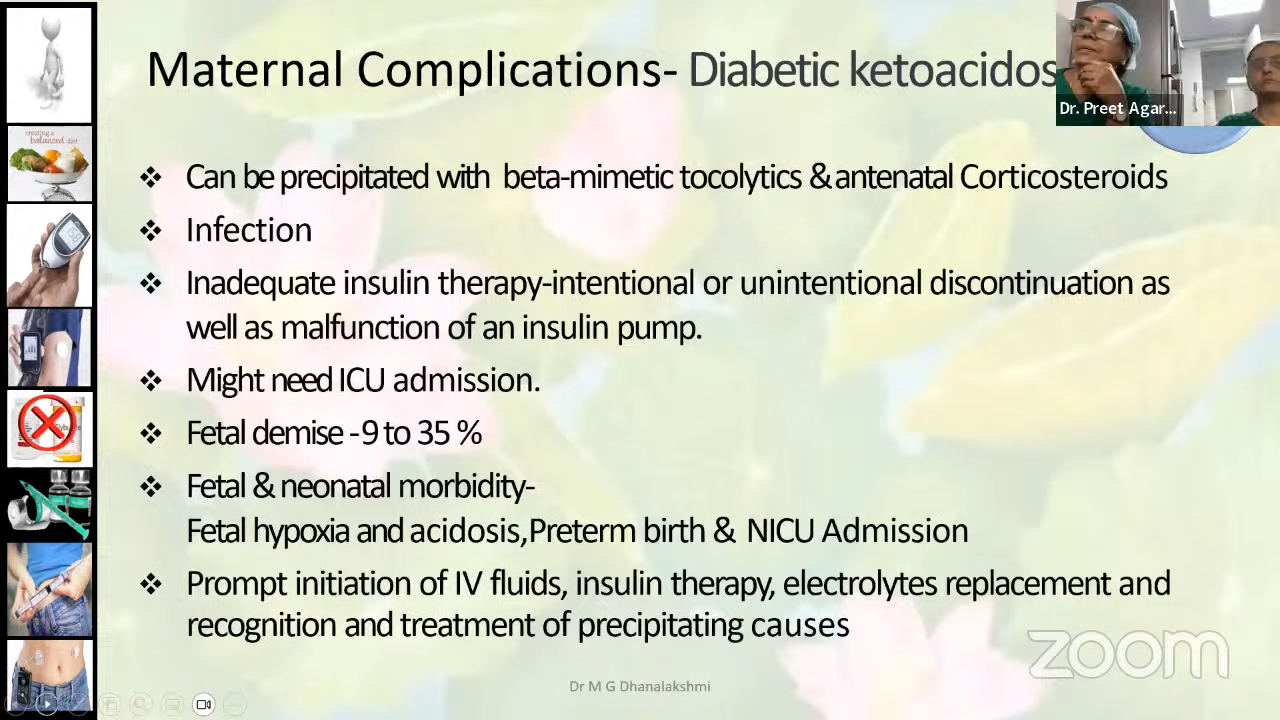 Maternal Complications- Diabetic ketoacidos
Dr. Preet Agar...
creating a
balanced diet
❖ Can be precipitated with beta-mimetic tocolytics & antenatal Corticosteroids
❖ Infection
❖ Inadequate insulin therapy-intentional or unintentional discontinuation as
well as malfunction of an insulin pump.
❖ Might need ICU admission.
❖ Fetal demise -9 to 35 %
❖ Fetal & neonatal morbidity-
Fetal hypoxia and acidosis,Preterm birth & NICU Admission
❖ Prompt initiation of IV fluids, insulin therapy, electrolytes replacement and
recognition and treatment of precipitating causes
zoom
Dr M G Dhanalakshmi